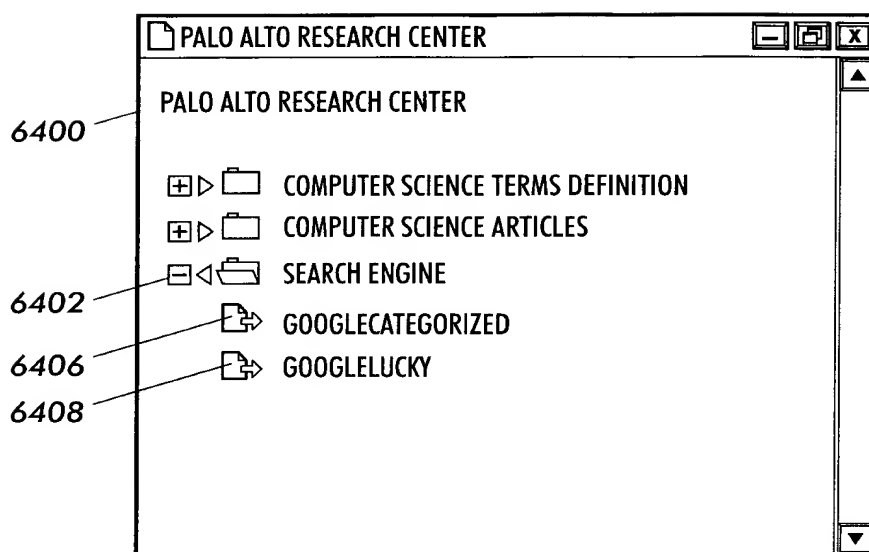 PALO ALTO RESEARCH CENTER
X
PALO ALTO RESEARCH CENTER
6400
COMPUTER SCIENCE TERMS DEFINITION
COMPUTER SCIENCE ARTICLES
SEARCH ENGINE
6402
GOOGLECATEGORIZED
6406
GOOGLELUCKY
6408